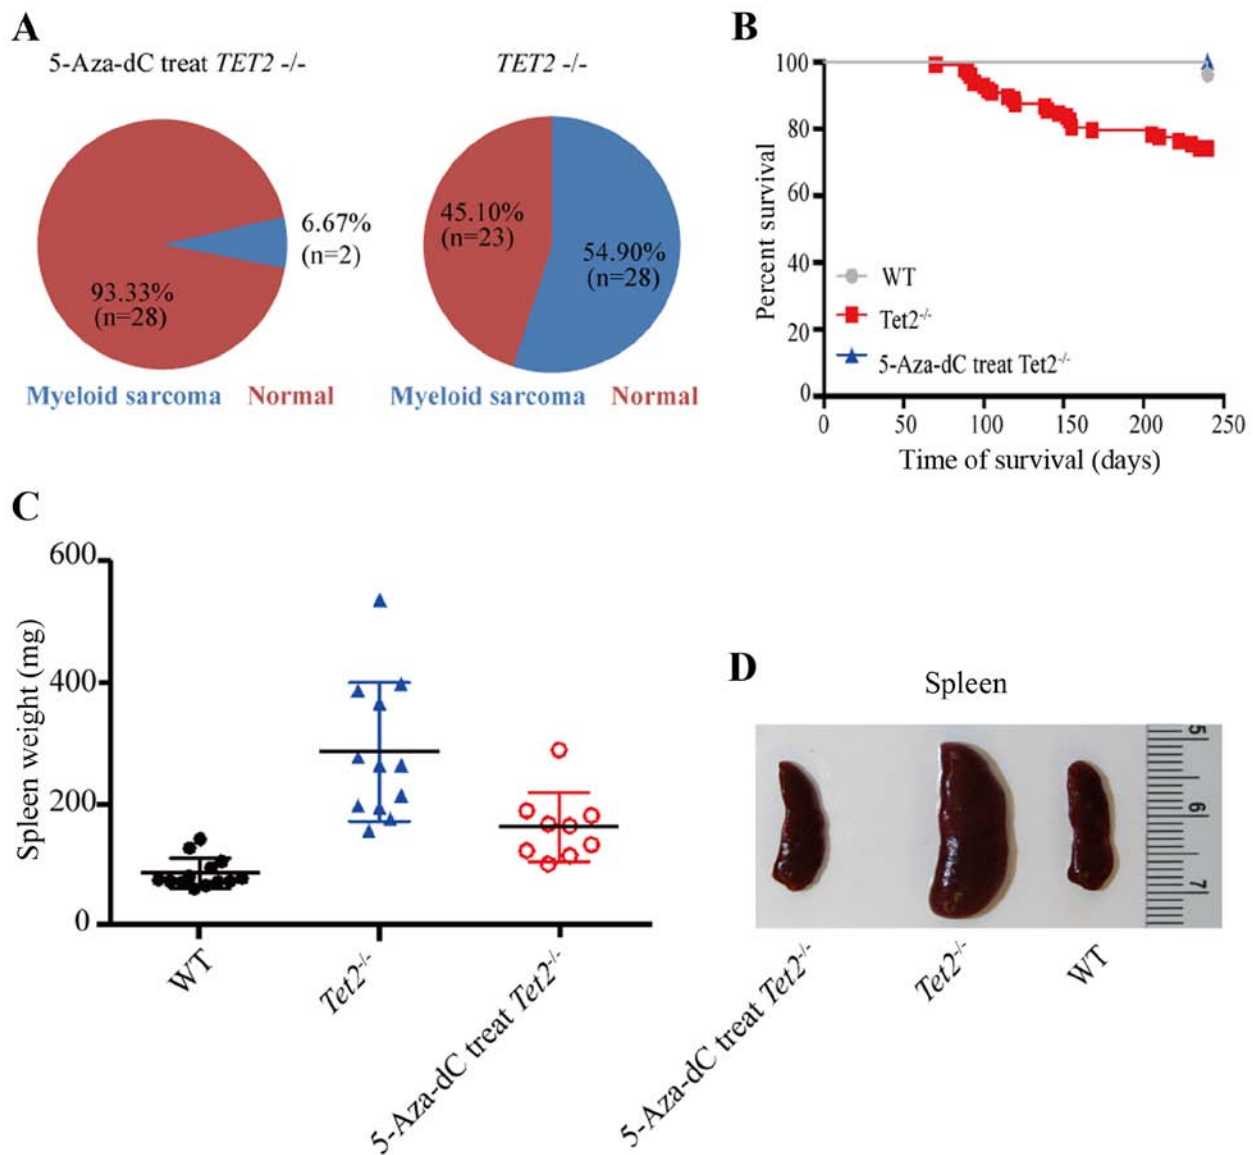 A
5-Aza-dC treat TET2 -/-
TET2 -/-
93.33%
(n=28)
6.67%
(n=2)
45.10%
(n=23)
54.90%
(n=28)
Myeloid sarcoma Normal
Myeloid sarcoma Normal
B
Percent survival
100
80
60
40
20
0
WT
Tet2-/-
5-Aza-dC treat Tet2-/-
0 50 100 150 200 250
Time of survival (days)
C
Spleen weight (mg)
600
400
200
0
WT
Tet2-/-
5-Aza-dC treat Tet2-/-
D
Spleen
5
6
7
5-Aza-dC treat Tet2-/-
Tet2-/-
WT